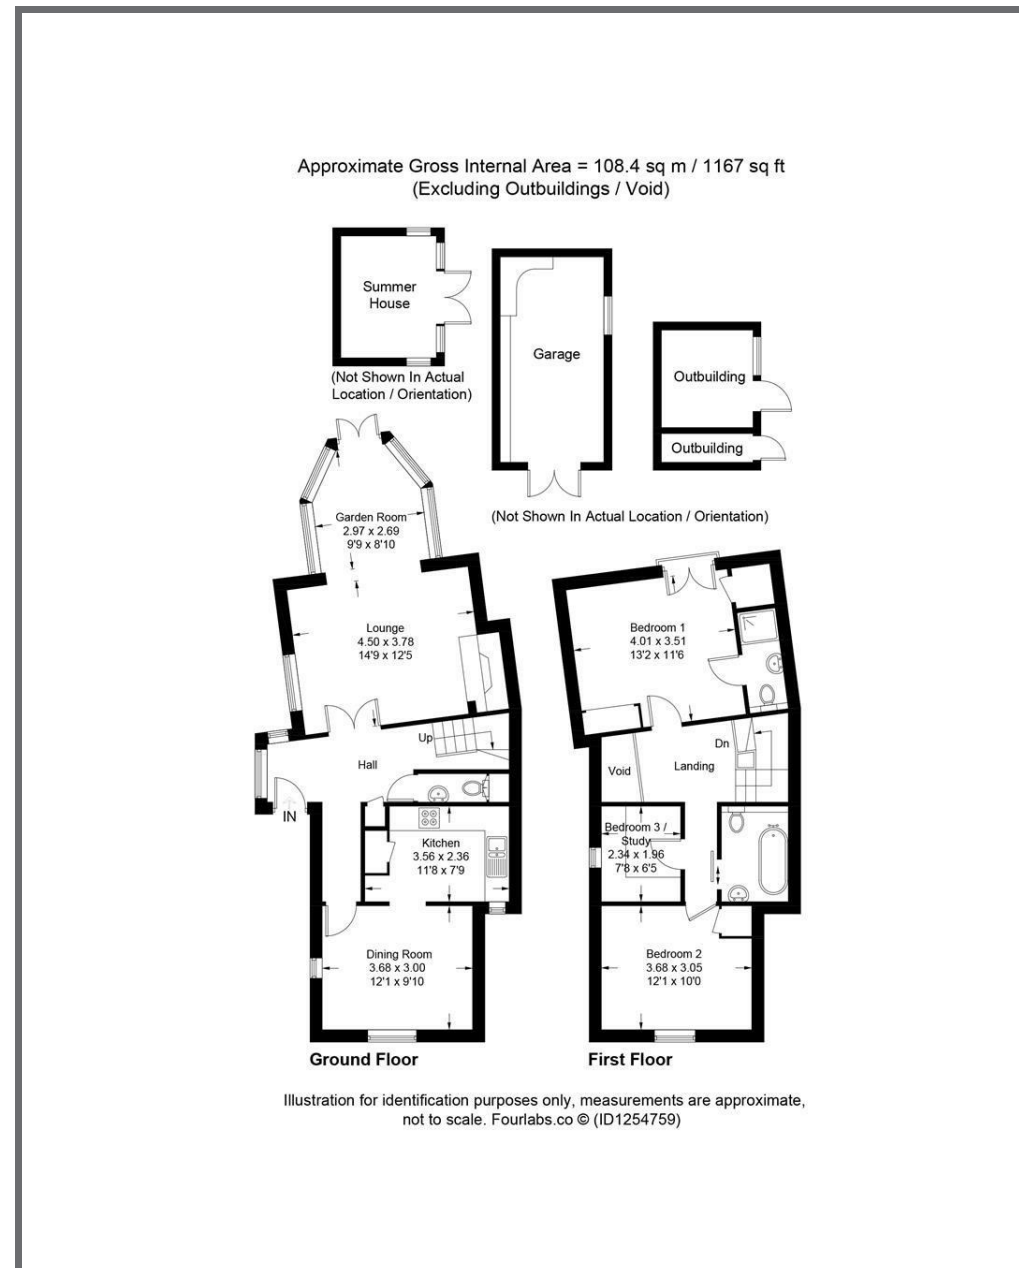 Approximate Gross Internal Area = 108.4 sq m / 1167 sq ft
(Excluding Outbuildings / Void)
Summer
House
(Not Shown In Actual
Location / Orientation)
Garage
Outbuilding
Outbuilding
(Not Shown In Actual Location / Orientation)
Garden Room
2.97 x 2.69
9'9 x 8'10
Lounge
4.50 x 3.78
14'9 x 12'5
Up
Hall
IN
Kitchen
3.56 x 2.36
11'8 x 7'9
Dining Room
3.68 x 3.00
12'1 x 9'10
Ground Floor
Bedroom 1
4.01 x 3.51
13'2 x 11'6
Dn
Void
Landing
Bedroom 3 /
Study
2.34 x 1.96
7'8 x 6'5
Bedroom 2
3.68 x 3.05
12'1 x 10'0
First Floor
Illustration for identification purposes only, measurements are approximate,
not to scale. Fourlabs.co © (ID1254759)